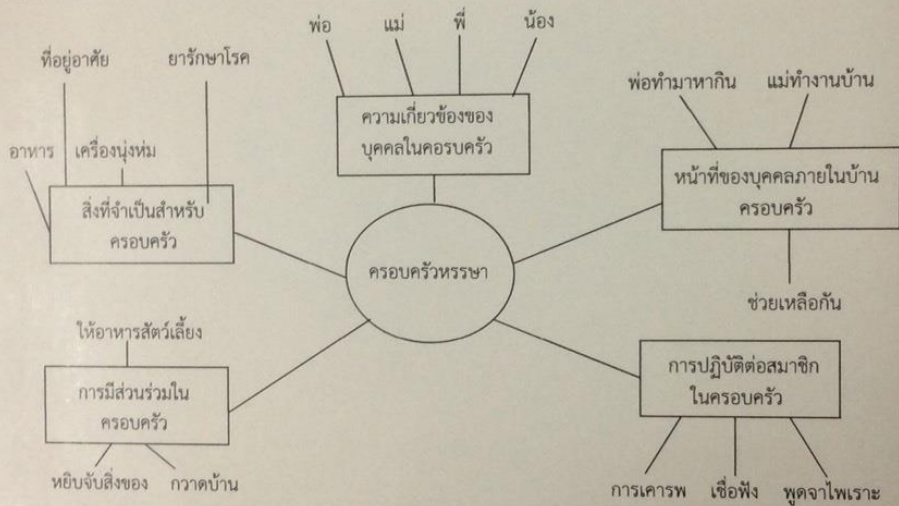 พ่อ แม่ พี่ น้อง
ความเกี่ยวข้องของ
บุคคลในคอรบครัว
ที่อยู่อาศัย ยารักษาโรค
อาหาร เครื่องนุ่งห่ม
สิ่งที่จำเป็นสำหรับ
ครอบครัว
พ่อทำมาหากิน แม่ทำงานบ้าน
หน้าที่ของบุคคลภายในบ้าน
ครอบครัว
ช่วยเหลือกัน
ครอบครัวหรรษา
ให้อาหารสัตว์เลี้ยง
การมีส่วนร่วมใน
ครอบครัว
หยิบจับสิ่งของ กวาดบ้าน
การปฏิบัติต่อสมาชิก
ในครอบครัว
การเคารพ เชื่อฟัง พูดจาไพเราะ